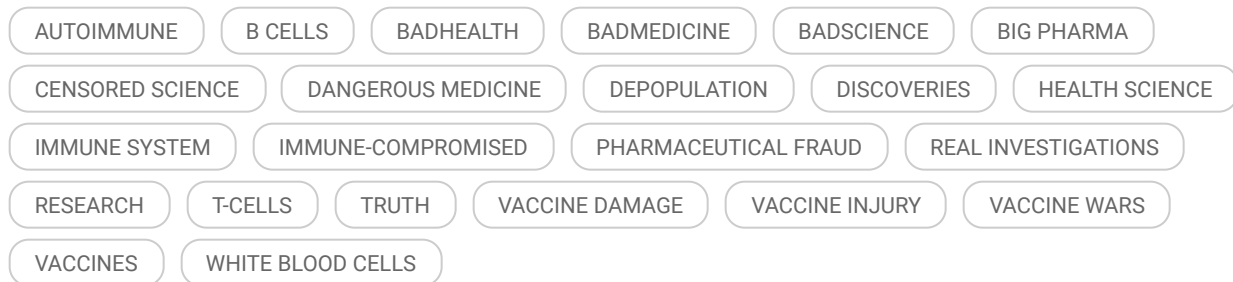 AUTOIMMUNE B CELLS BADHEALTH BADMEDICINE BADSCIENCE BIG PHARMA
CENSORED SCIENCE DANGEROUS MEDICINE DEPOPULATION DISCOVERIES HEALTH SCIENCE
IMMUNE SYSTEM IMMUNE-COMPROMISED PHARMACEUTICAL FRAUD REAL INVESTIGATIONS
RESEARCH T-CELLS TRUTH VACCINE DAMAGE VACCINE INJURY VACCINE WARS
VACCINES WHITE BLOOD CELLS